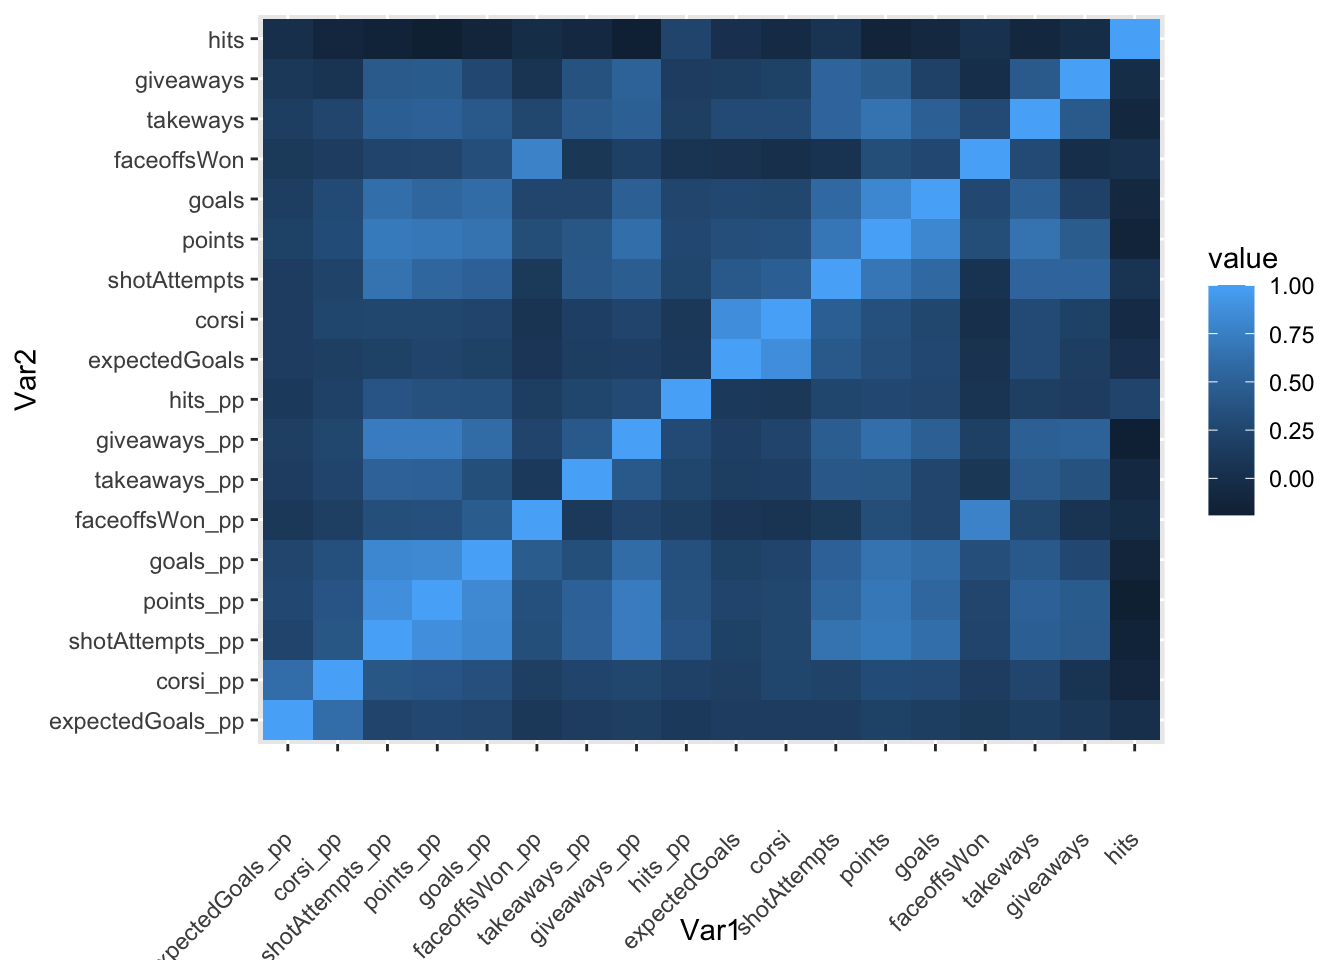 hits
giveaways
takeways
faceoffsWon
goals
points
shotAttempts
corsi
expectedGoals
hits_pp
giveaways_pp
takeaways_pp
faceoffsWon_pp
goals_pp
points_pp
shotAttempts_pp
corsi_pp
expectedGoals_pp
Var2
xpectedGoals_pp
corsi_pp
shotAttempts_pp
points_pp
goals_pp
faceoffsWon_pp
takeaways_pp
giveaways_pp
hits_pp
expectedGoals
corsi
shotAttempts
points
goals
faceoffsWon
takeways
giveaways
hits
Var1
value
1.00
0.75
0.50
0.25
0.00